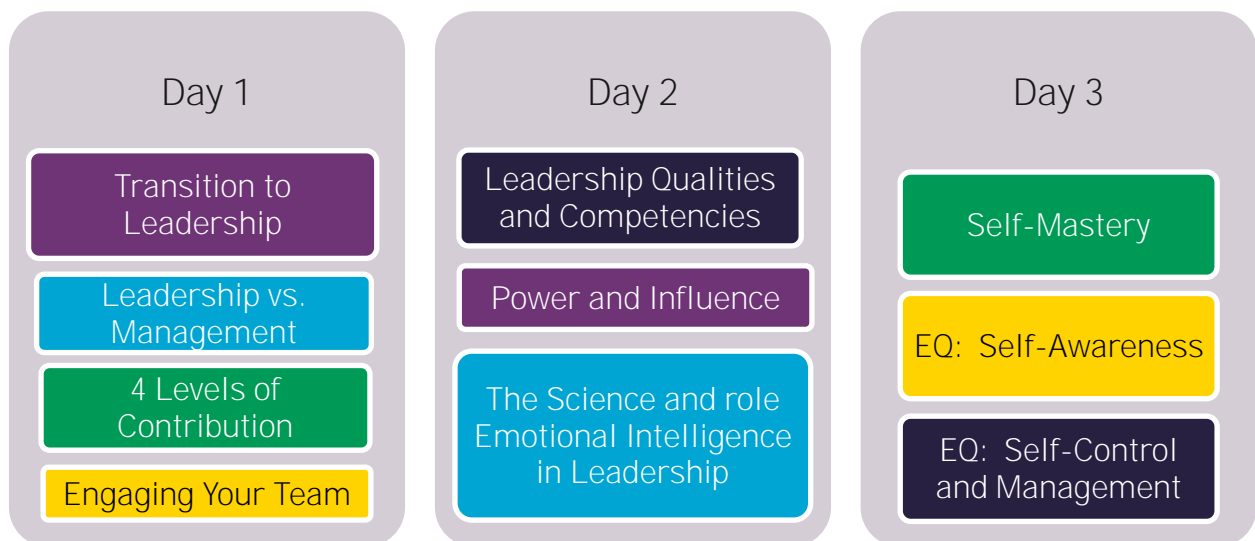 Day 1
Transition to
Leadership
Leadership vs.
Management
4 Levels of
Contribution
Engaging Your Team
Day 2
Leadership Qualities
and Competencies
Power and Influence
The Science and role
Emotional Intelligence
in Leadership
Day 3
Self-Mastery
EQ: Self-Awareness
EQ: Self-Control
and Management